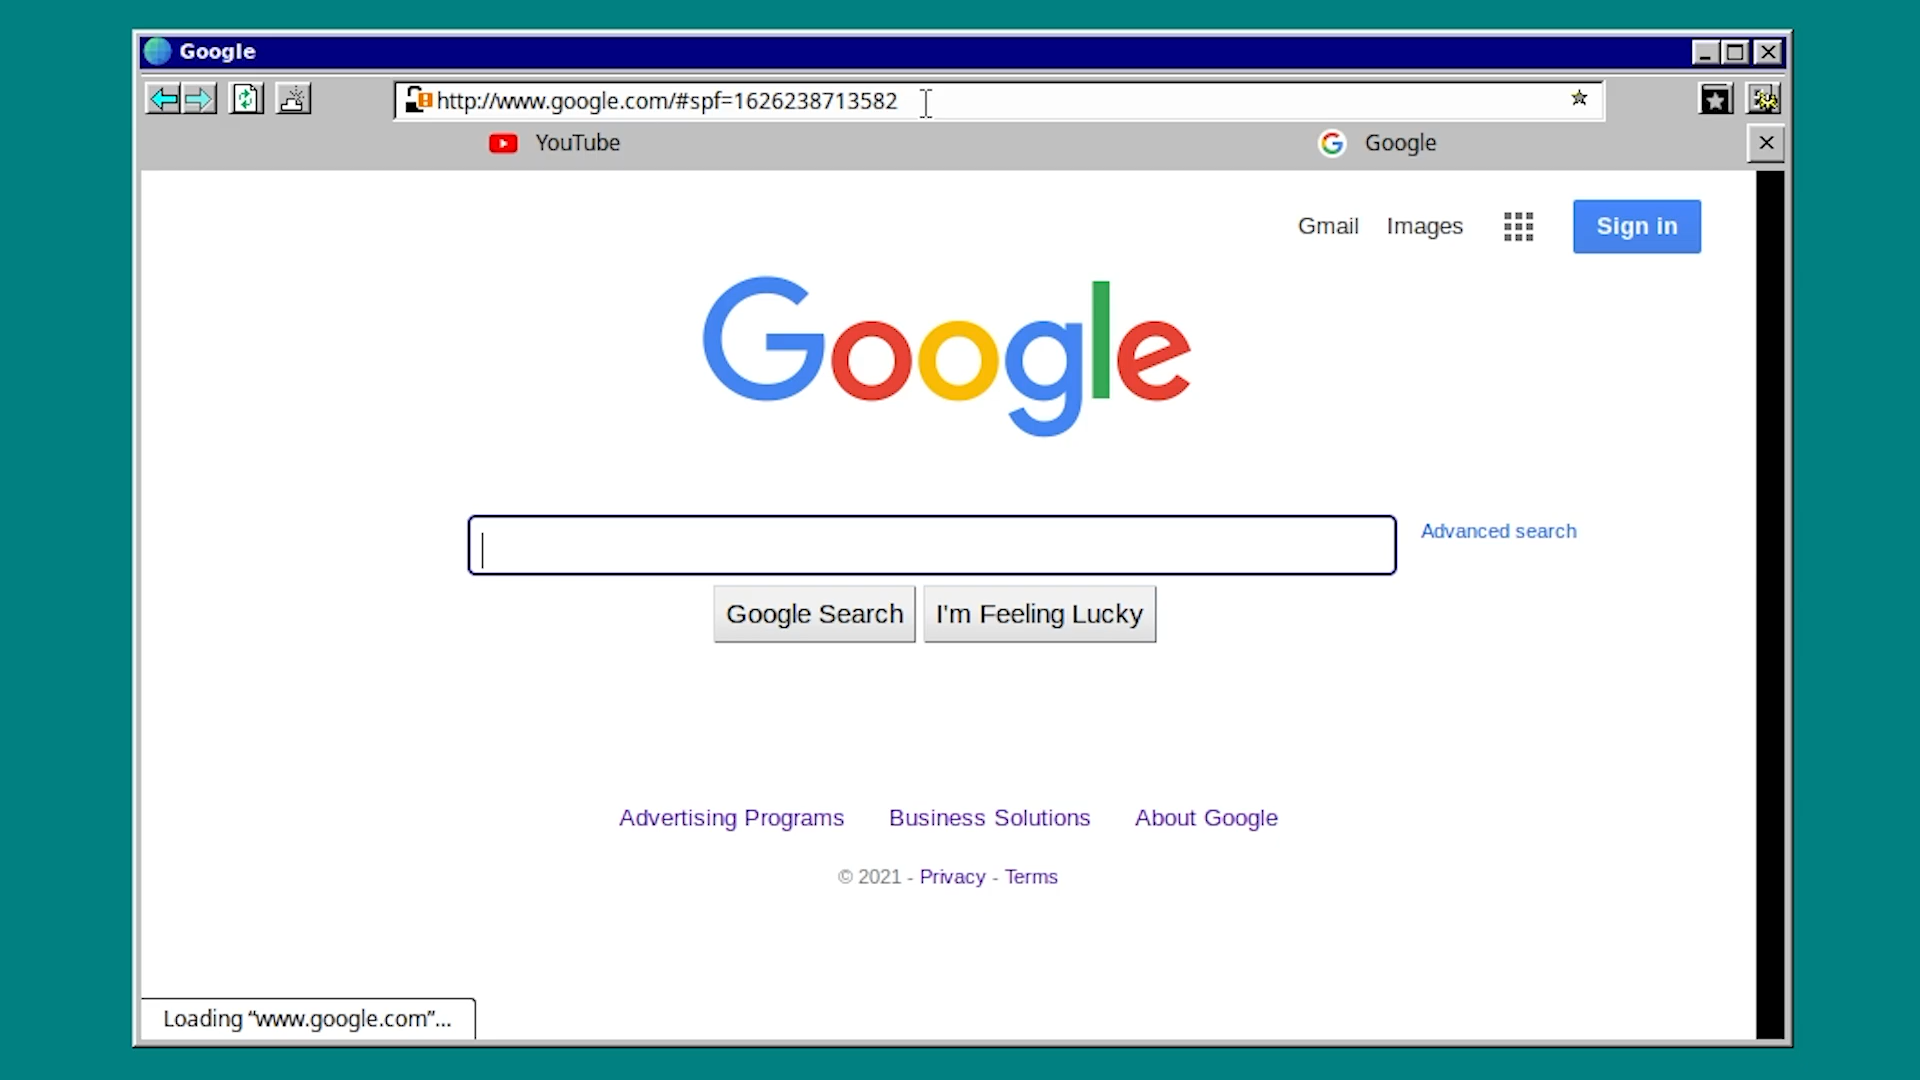 Google
http://www.google.com/#spf=1626238713582
YouTube
Google
Gmail Images Sign in
Google
Advanced search
Google Search I'm Feeling Lucky
Advertising Programs Business Solutions About Google
© 2021 - Privacy - Terms
Loading “www.google.com”...